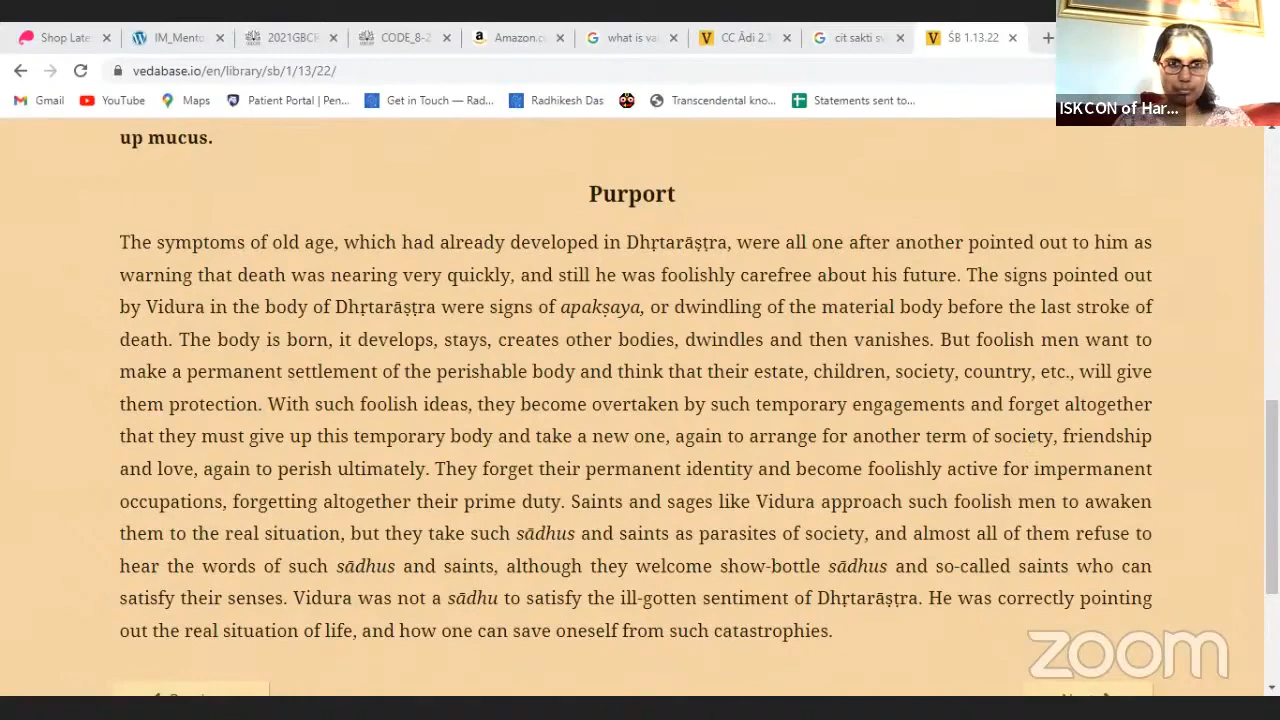 Shop Late
IM_Mento
2021GBCR
CODE_8-2
Amazon.c
what is va
CC Ādi 2.1
cit sakti sv
ŚB 1.13.22
vedabase.io/en/library/sb/1/13/22/
Gmail
YouTube
Maps
Patient Portal | Pen...
Get in Touch — Rad...
Radhikesh Das
Transcendental kno...
Statements sent to...
ISKCON of Har...
up mucus.
Purport
The symptoms of old age, which had already developed in Dhṛtarāṣṭra, were all one after another pointed out to him as
warning that death was nearing very quickly, and still he was foolishly carefree about his future. The signs pointed out
by Vidura in the body of Dhṛtarāṣṭra were signs of apakṣaya, or dwindling of the material body before the last stroke of
death. The body is born, it develops, stays, creates other bodies, dwindles and then vanishes. But foolish men want to
make a permanent settlement of the perishable body and think that their estate, children, society, country, etc., will give
them protection. With such foolish ideas, they become overtaken by such temporary engagements and forget altogether
that they must give up this temporary body and take a new one, again to arrange for another term of society, friendship
and love, again to perish ultimately. They forget their permanent identity and become foolishly active for impermanent
occupations, forgetting altogether their prime duty. Saints and sages like Vidura approach such foolish men to awaken
them to the real situation, but they take such sādhus and saints as parasites of society, and almost all of them refuse to
hear the words of such sādhus and saints, although they welcome show-bottle sādhus and so-called saints who can
satisfy their senses. Vidura was not a sādhu to satisfy the ill-gotten sentiment of Dhṛtarāṣṭra. He was correctly pointing
out the real situation of life, and how one can save oneself from such catastrophies.
zoom